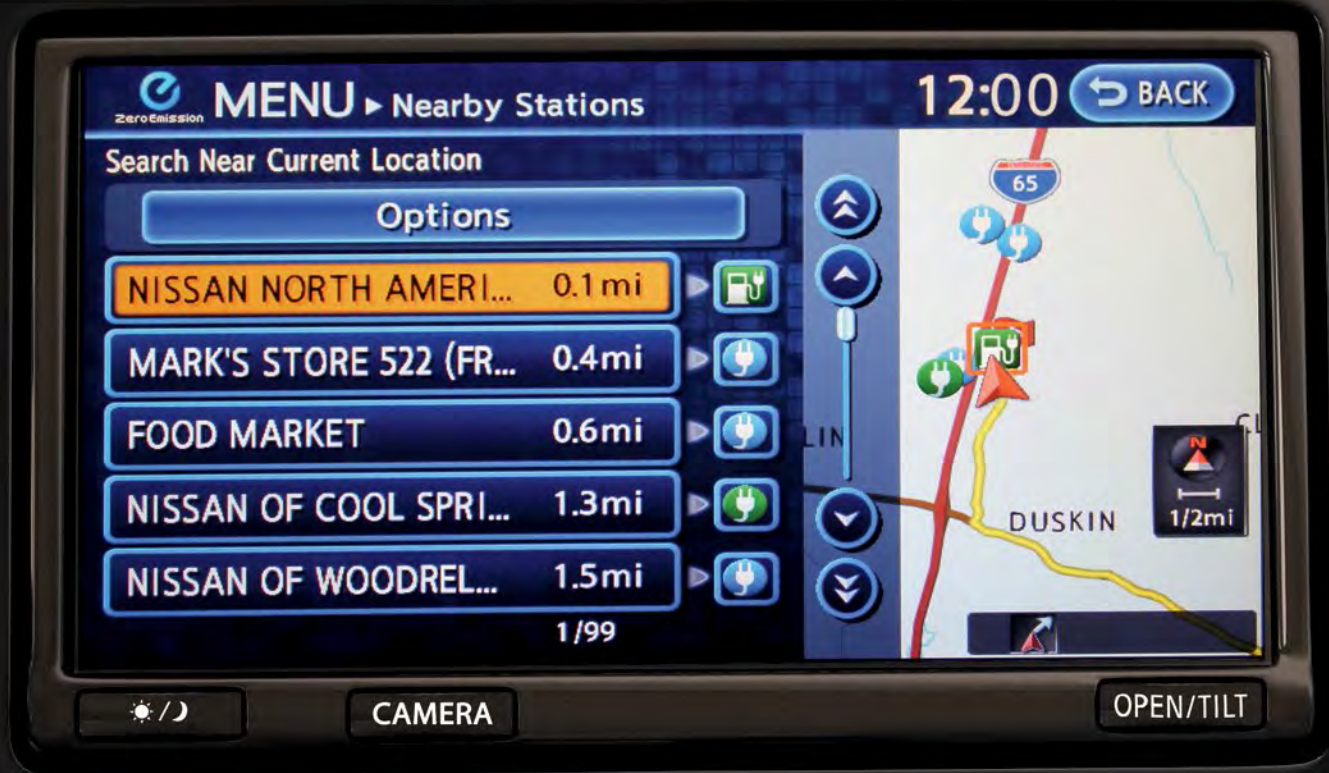 ZeroEmission MENU ▸ Nearby Stations 12:00 BACK
Search Near Current Location
Options
NISSAN NORTH AMERI... 0.1mi
MARK'S STORE 522 (FR... 0.4mi
FOOD MARKET 0.6mi
NISSAN OF COOL SPRI... 1.3mi
NISSAN OF WOODREL... 1.5mi
1/99
65
LIN
CL
N
1/2mi
DUSKIN
CAMERA
OPEN/TILT